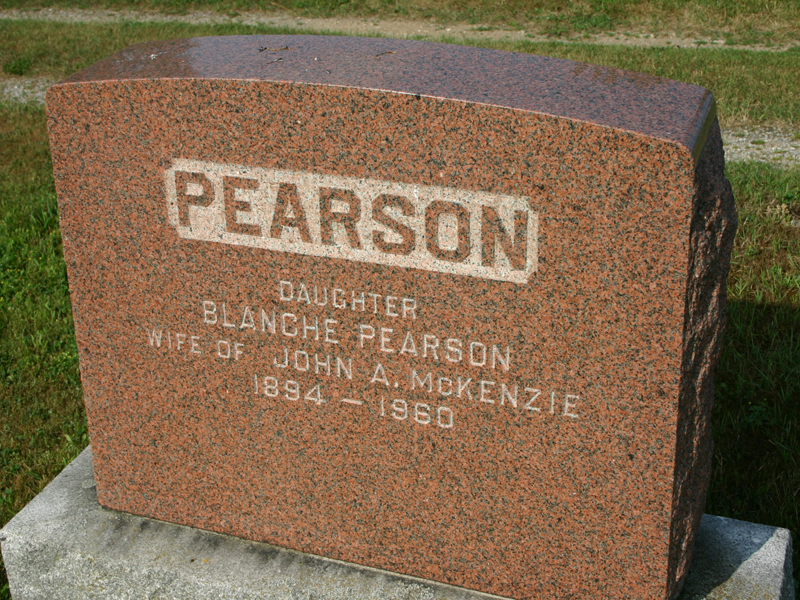 PEARSON
DAUGHTER
BLANCHE PEARSON
WIFE OF JOHN A. MCKENZIE
1894 – 1960